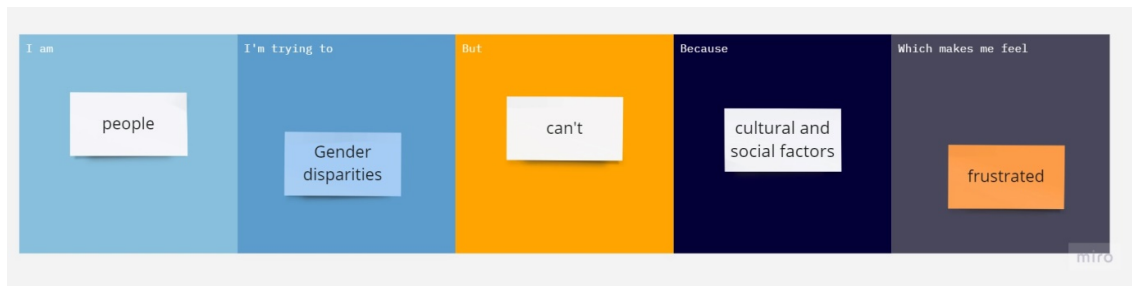 I am
people
I'm trying to
Gender
disparities
But
can't
Because
cultural and
social factors
Which makes me feel
frustrated
miro